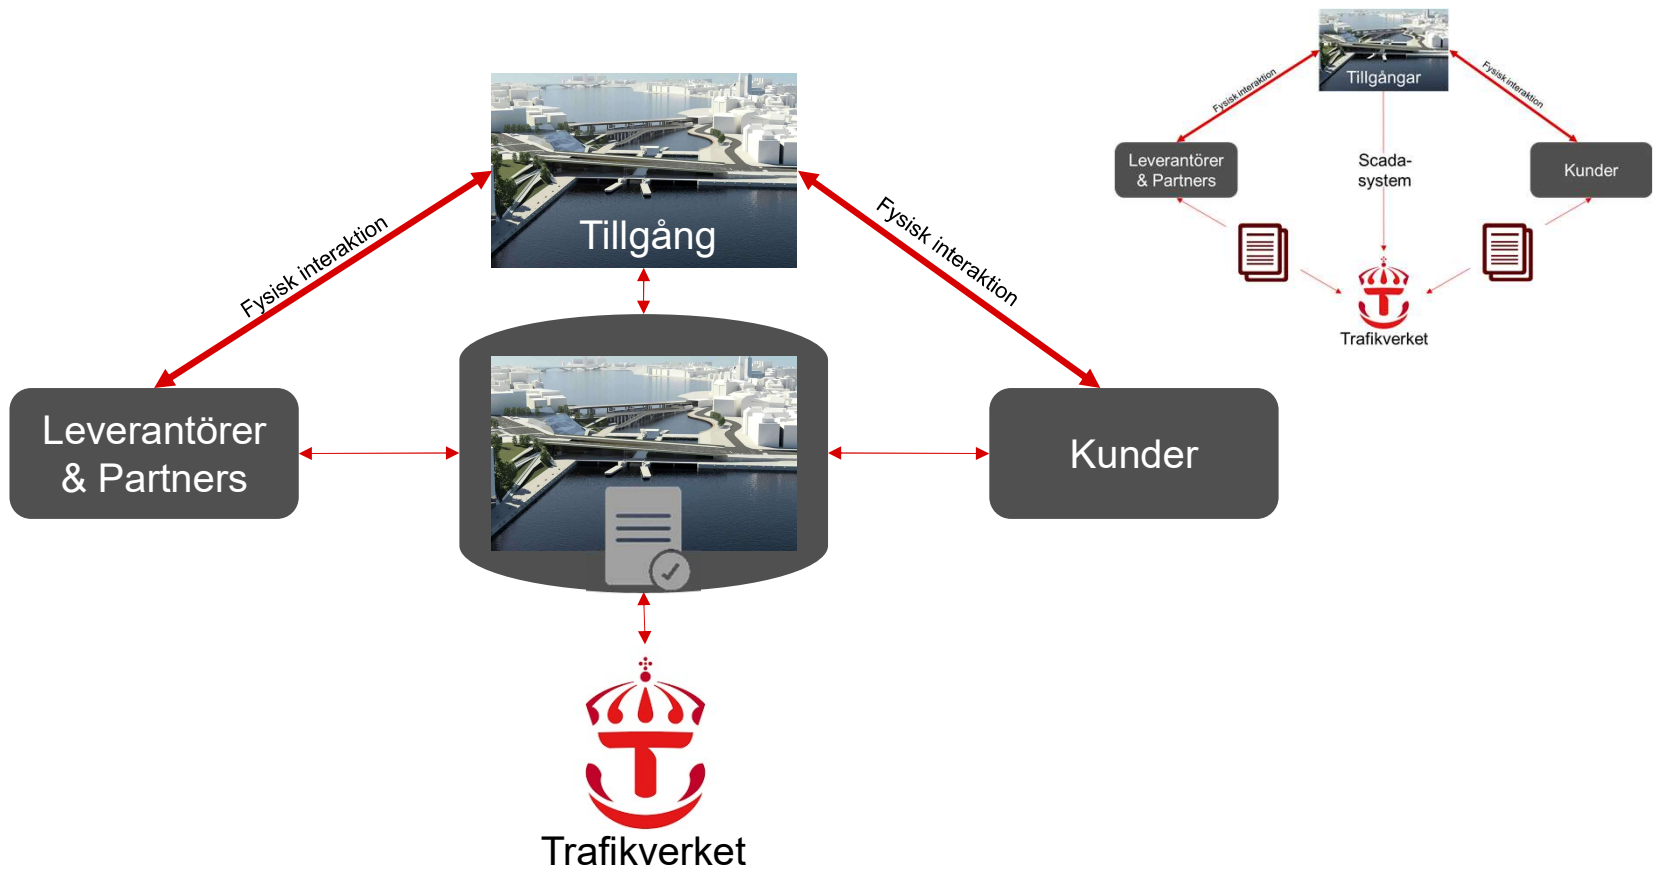 Tillgång
Fysisk interaktion
Fysisk interaktion
Leverantörer
& Partners
Kunder
Trafikverket
Tillgångar
Fysisk interaktion
Fysisk interaktion
Leverantörer
& Partners
Scada-
system
Kunder
Trafikverket